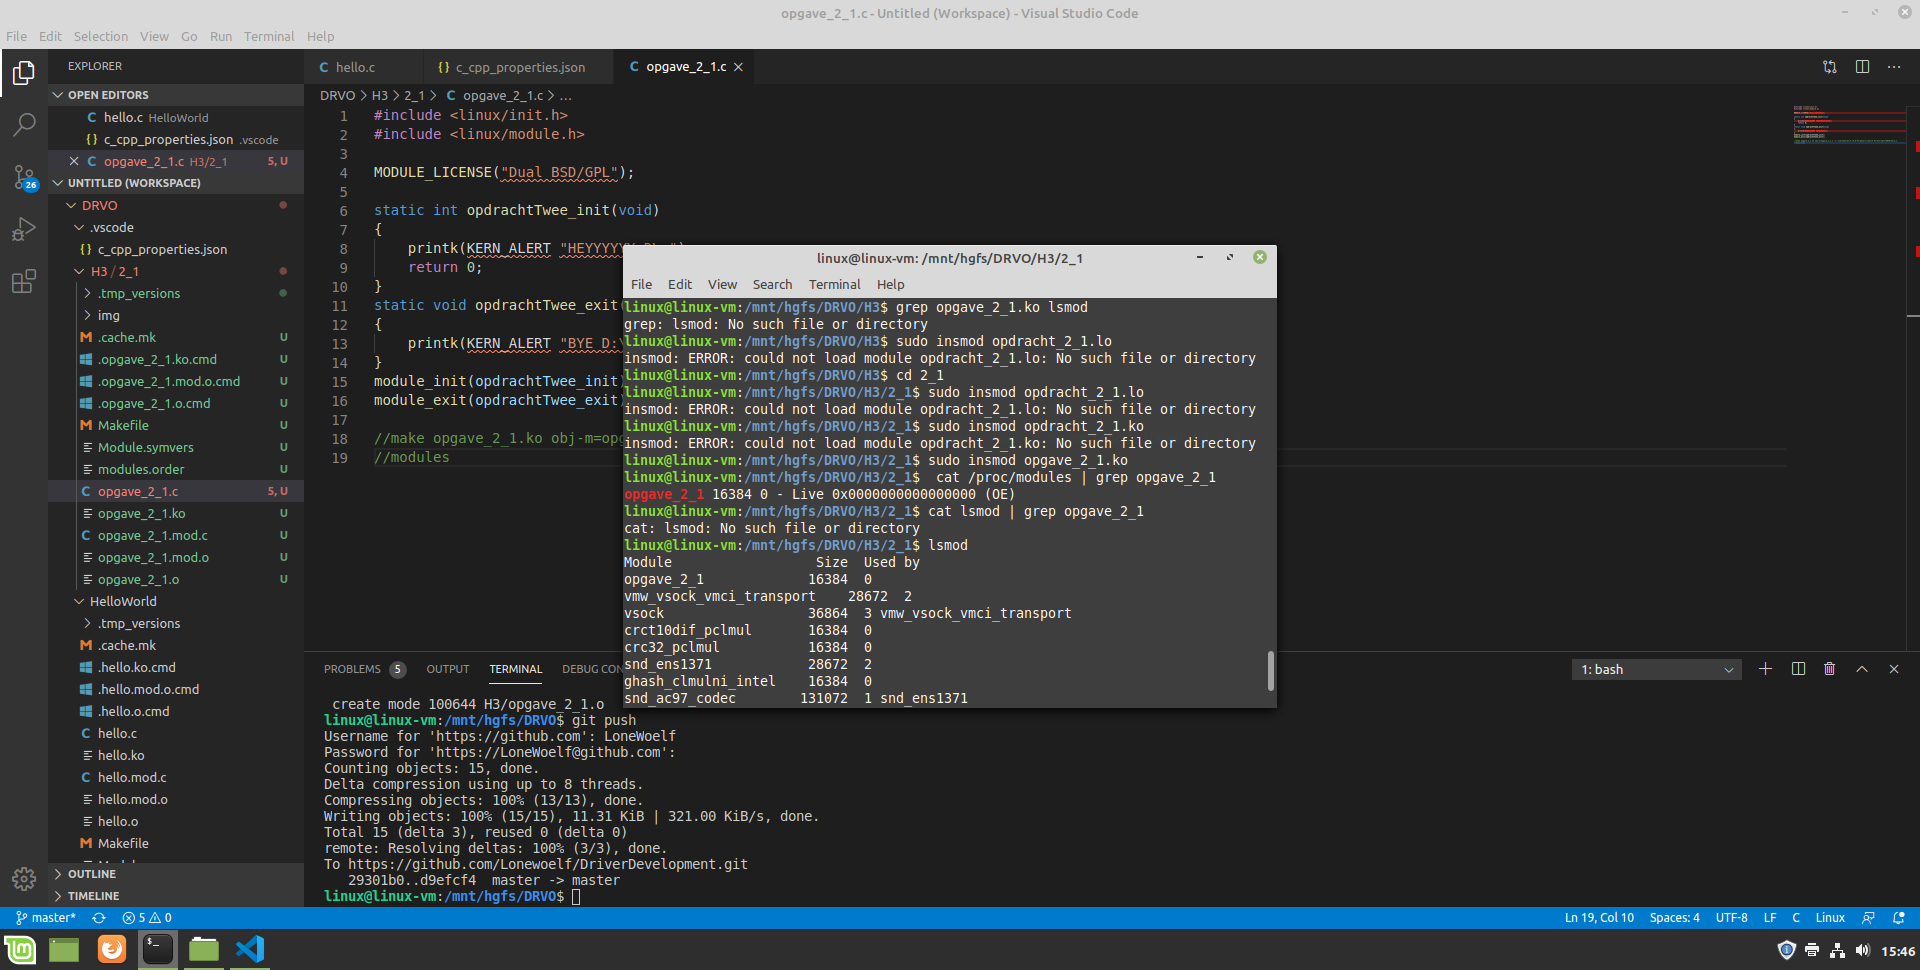 opgave_2_1.c - Untitled (Workspace) - Visual Studio Code
File Edit Selection View Go Run Terminal Help
EXPLORER
OPEN EDITORS
hello.c HelloWorld
c_cpp_properties.json .vscode
opgave_2_1.c H3/2_1 5, U
26
UNTITLED (WORKSPACE)
DRVO
.vscode
c_cpp_properties.json
H3 / 2_1
.tmp_versions
img
.cache.mk U
.opgave_2_1.ko.cmd U
.opgave_2_1.mod.o.cmd U
.opgave_2_1.o.cmd U
Makefile U
Module.symvers U
modules.order U
opgave_2_1.c 5, U
opgave_2_1.ko U
opgave_2_1.mod.c U
opgave_2_1.mod.o U
opgave_2_1.o U
HelloWorld
.tmp_versions
.cache.mk
.hello.ko.cmd
.hello.mod.o.cmd
.hello.o.cmd
hello.c
hello.ko
hello.mod.c
hello.mod.o
hello.o
Makefile
OUTLINE
TIMELINE
hello.c c_cpp_properties.json opgave_2_1.c
DRVO > H3 > 2_1 > C opgave_2_1.c > ...
1 #include <linux/init.h>
2 #include <linux/module.h>
3
4 MODULE_LICENSE("Dual BSD/GPL");
5
6 static int opdrachtTwee_init(void)
7 {
8 printk(KERN_ALERT "HEYYYYY
9 return 0;
10 }
11 static void opdrachtTwee_exit(
12 {
13 printk(KERN_ALERT "BYE D:
14 }
15 module_init(opdrachtTwee_init)
16 module_exit(opdrachtTwee_exit)
17
18 //make opgave_2_1.ko obj-m=opg
19 //modules
linux@linux-vm: /mnt/hgfs/DRVO/H3/2_1
File Edit View Search Terminal Help
linux@linux-vm:/mnt/hgfs/DRVO/H3$ grep opgave_2_1.ko lsmod
grep: lsmod: No such file or directory
linux@linux-vm:/mnt/hgfs/DRVO/H3$ sudo insmod opdracht_2_1.lo
insmod: ERROR: could not load module opdracht_2_1.lo: No such file or directory
linux@linux-vm:/mnt/hgfs/DRVO/H3$ cd 2_1
linux@linux-vm:/mnt/hgfs/DRVO/H3/2_1$ sudo insmod opdracht_2_1.lo
insmod: ERROR: could not load module opdracht_2_1.lo: No such file or directory
linux@linux-vm:/mnt/hgfs/DRVO/H3/2_1$ sudo insmod opdracht_2_1.ko
insmod: ERROR: could not load module opdracht_2_1.ko: No such file or directory
linux@linux-vm:/mnt/hgfs/DRVO/H3/2_1$ sudo insmod opgave_2_1.ko
linux@linux-vm:/mnt/hgfs/DRVO/H3/2_1$  cat /proc/modules | grep opgave_2_1
opgave_2_1 16384 0 - Live 0x0000000000000000 (OE)
linux@linux-vm:/mnt/hgfs/DRVO/H3/2_1$ cat lsmod | grep opgave_2_1
cat: lsmod: No such file or directory
linux@linux-vm:/mnt/hgfs/DRVO/H3/2_1$ lsmod
Module Size Used by
opgave_2_1 16384 0
vmw_vsock_vmci_transport 28672 2
vsock 36864 3 vmw_vsock_vmci_transport
crct10dif_pclmul 16384 0
crc32_pclmul 16384 0
snd_ens1371 28672 2
ghash_clmulni_intel 16384 0
snd_ac97_codec 131072 1 snd_ens1371
PROBLEMS 5 OUTPUT TERMINAL DEBUG CON
1: bash
create mode 100644 H3/opgave_2_1.o
linux@linux-vm:/mnt/hgfs/DRVO$ git push
Username for 'https://github.com': LoneWoelf
Password for 'https://LoneWoelf@github.com':
Counting objects: 15, done.
Delta compression using up to 8 threads.
Compressing objects: 100% (13/13), done.
Writing objects: 100% (15/15), 11.31 KiB | 321.00 KiB/s, done.
Total 15 (delta 3), reused 0 (delta 0)
remote: Resolving deltas: 100% (3/3), done.
To https://github.com/Lonewoelf/DriverDevelopment.git
29301b0..d9efcf4 master -> master
linux@linux-vm:/mnt/hgfs/DRVO$
master* 5 0
Ln 19, Col 10 Spaces: 4 UTF-8 LF C Linux
15:46